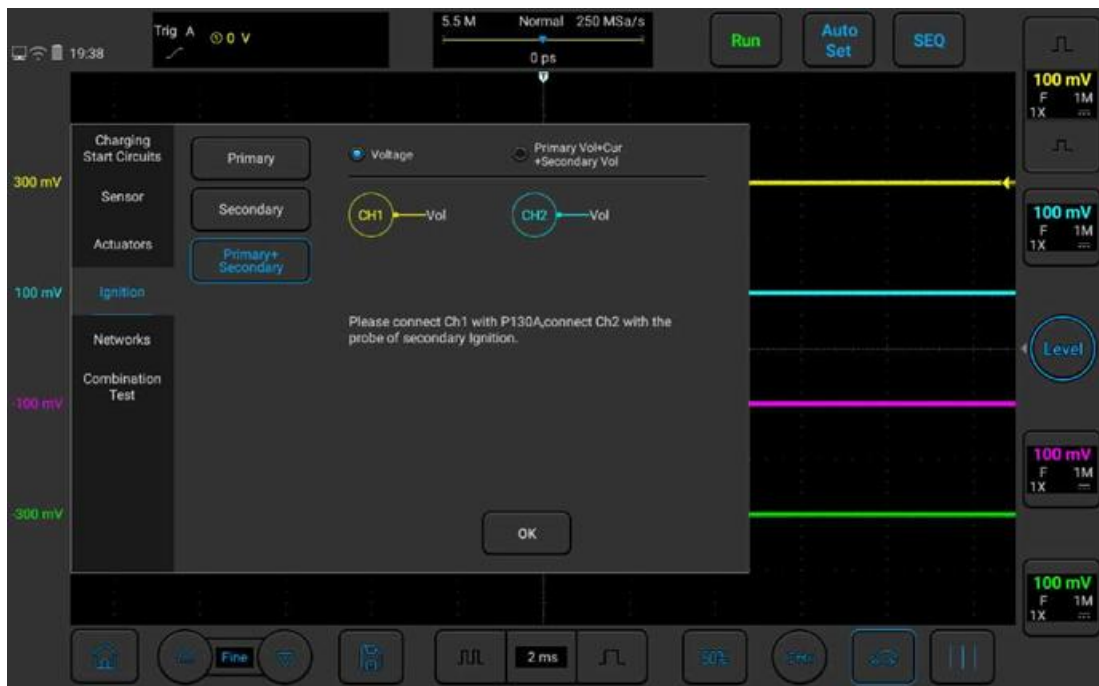 19:38
Trig A
① 0 V
5.5 M Normal 250 MSa/s
0 ps
T
Run
Auto
Set
SEQ
100 mV
F 1M
1X
Charging
Start Circuits
Sensor
Actuators
Ignition
Networks
Combination
Test
Primary
Secondary
Primary+
Secondary
Voltage
Primary Vol+Cur
+Secondary Vol
CH1 Vol
CH2 Vol
Please connect Ch1 with P130A,connect Ch2 with the
probe of secondary Ignition.
OK
300 mV
100 mV
-100 mV
-300 mV
100 mV
F 1M
1X
Level
100 mV
F 1M
1X
100 mV
F 1M
1X
Fine
2 ms
50%